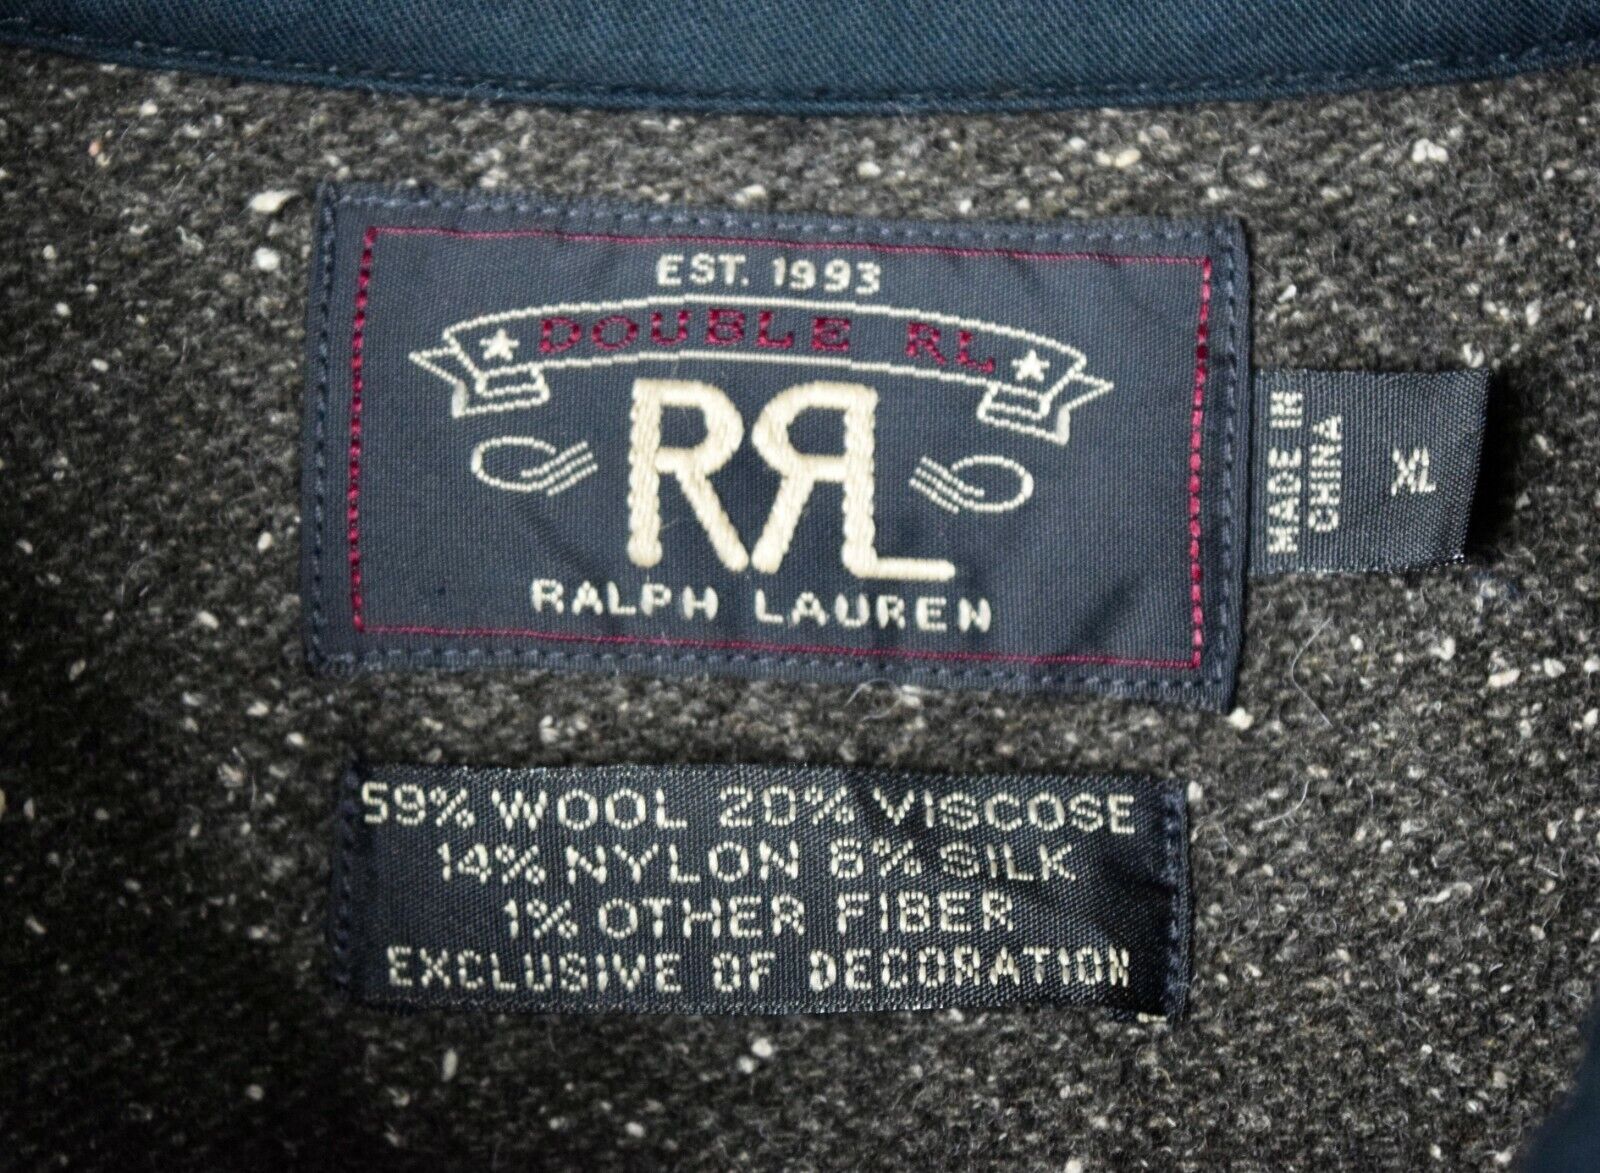 EST. 1993
DOUBLE RL
RRL
RALPH LAUREN
MADE IN
CHINA
XL
59% WOOL 20% VISCOSE
14% NYLON 6% SILK
1% OTHER FIBER
EXCLUSIVE OF DECORATION